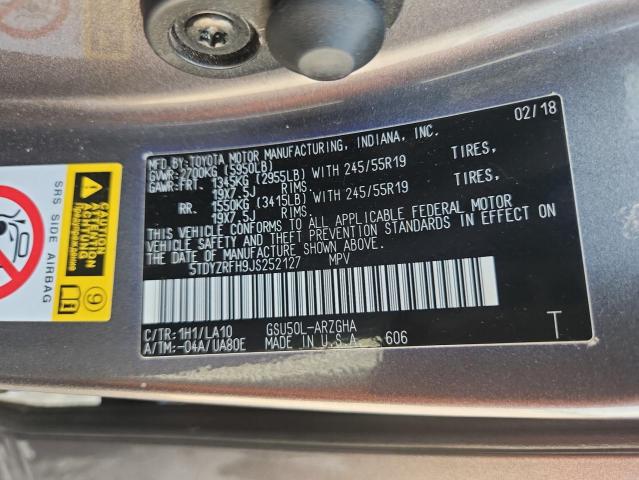 02/18
MFD.BY:TOYOTA MOTOR MANUFACTURING, INDIANA, INC.
GVWR:2700KG (5950LB)
GAWR:FRT. 1345KG (2955LB) WITH 245/55R19 TIRES,
19X7.5J RIMS.
RR. 1550KG (3415LB) WITH 245/55R19 TIRES,
19X7.5J RIMS.
THIS VEHICLE CONFORMS TO ALL APPLICABLE FEDERAL MOTOR
VEHICLE SAFETY AND THEFT PREVENTION STANDARDS IN EFFECT ON
THE DATE OF MANUFACTURE SHOWN ABOVE.
5TDYZRFH9JS252127 MPV
C/TR:1H1/LA10 GSU50L-ARZGHA
A/TM:-04A/UA80E MADE IN U.S.A 606
T
SRS SIDE AIRBAG
CAUTION
9